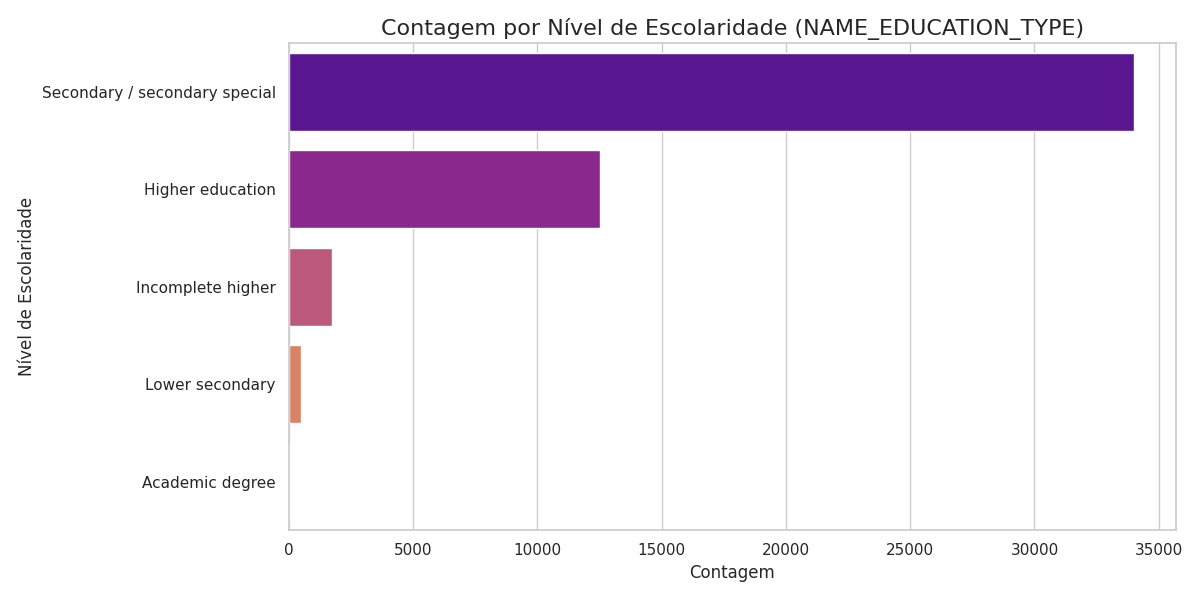 Contagem por Nível de Escolaridade (NAME_EDUCATION_TYPE)
Nível de Escolaridade
Secondary / secondary special
Higher education
Incomplete higher
Lower secondary
Academic degree
0 5000 10000 15000 20000 25000 30000 35000
Contagem